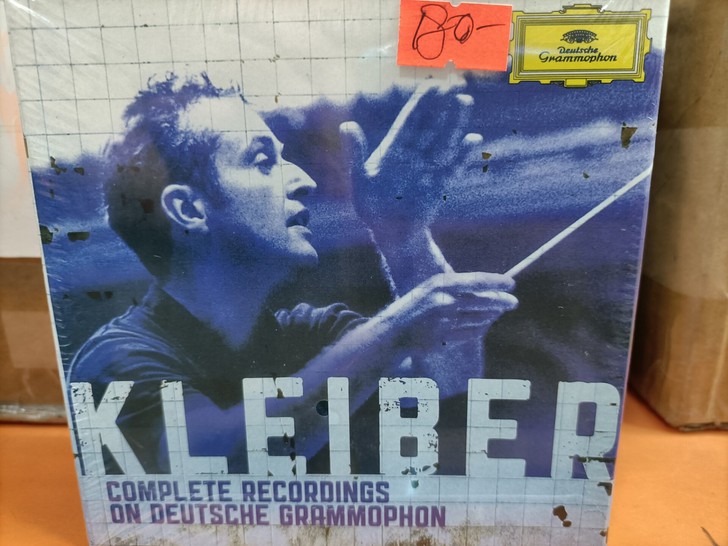 80-
Deutsche
Grammophon
KLEIBER
COMPLETE RECORDINGS
ON DEUTSCHE GRAMMOPHON